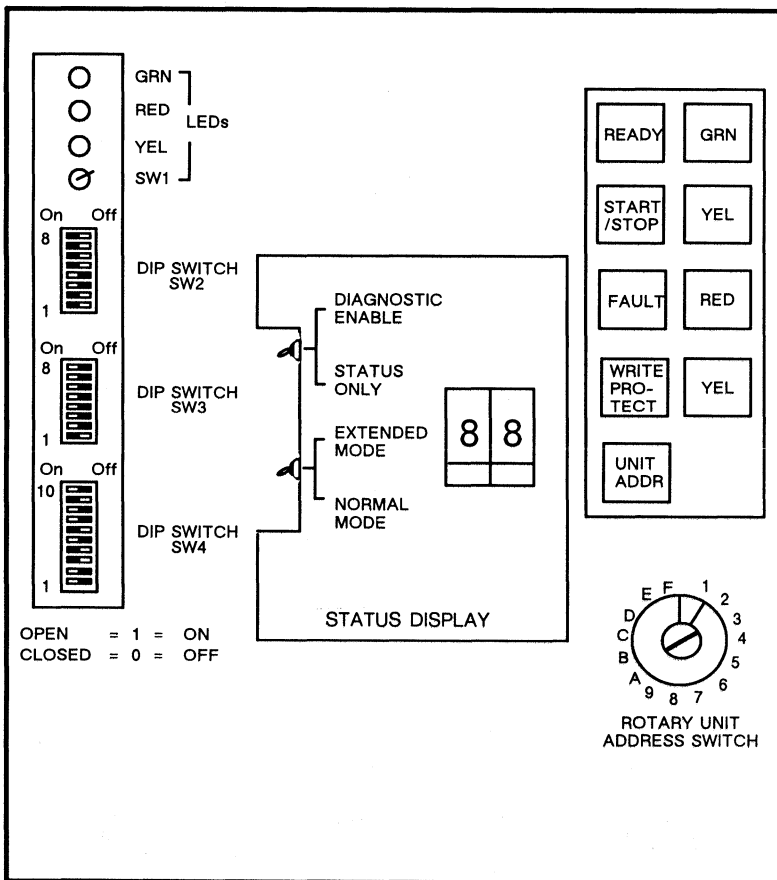 GRN
RED
LEDs
YEL
SW1
On Off
8
1
DIP SWITCH
SW2
On Off
8
1
DIP SWITCH
SW3
On Off
10
1
DIP SWITCH
SW4
OPEN = 1 = ON
CLOSED = 0 = OFF
DIAGNOSTIC
ENABLE
STATUS
ONLY
EXTENDED
MODE
NORMAL
MODE
8 8
STATUS DISPLAY
READY GRN
START
/STOP
YEL
FAULT RED
WRITE
PRO-
TECT
YEL
UNIT
ADDR
F 1 2 3 4 5 6 7 8 9 A B C D E
ROTARY UNIT
ADDRESS SWITCH